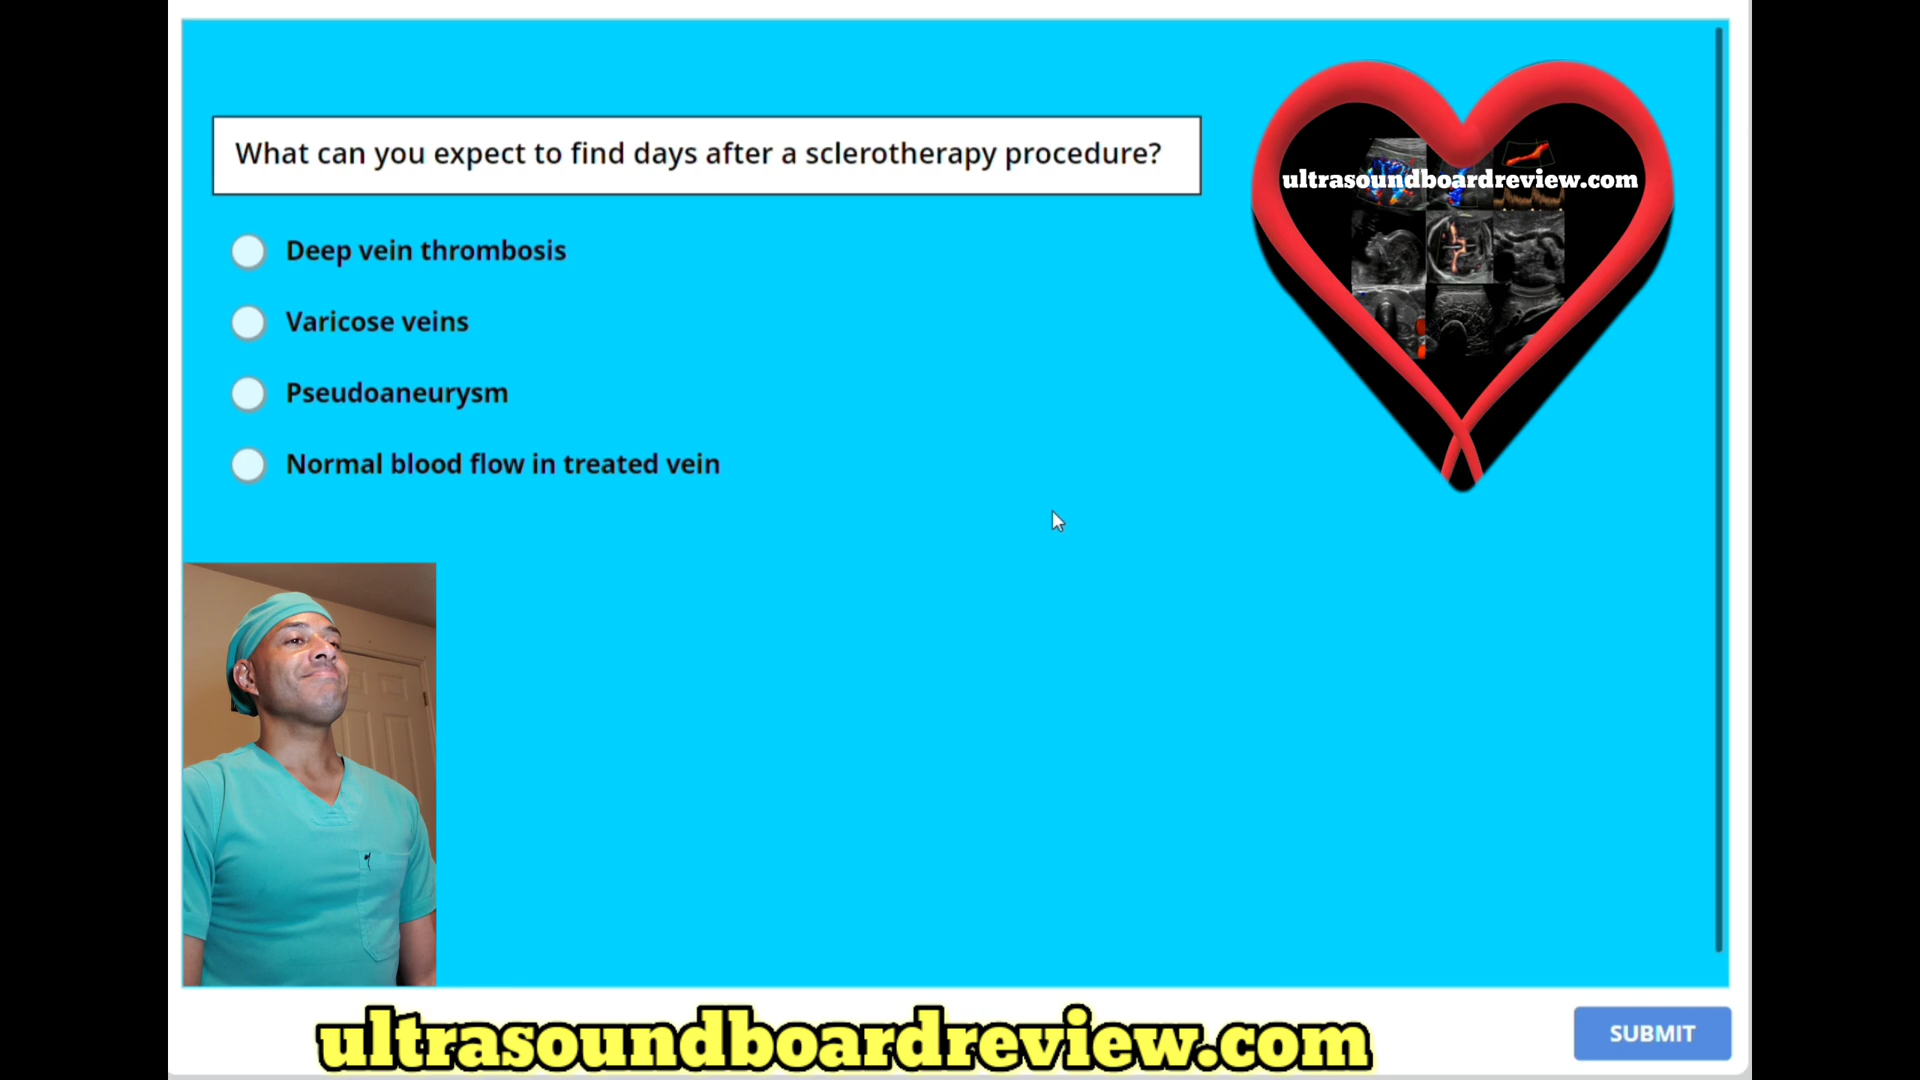 What can you expect to find days after a sclerotherapy procedure?
ultrasoundboardreview.com
Deep vein thrombosis
Varicose veins
Pseudoaneurysm
Normal blood flow in treated vein
ultrasoundboardreview.com
SUBMIT